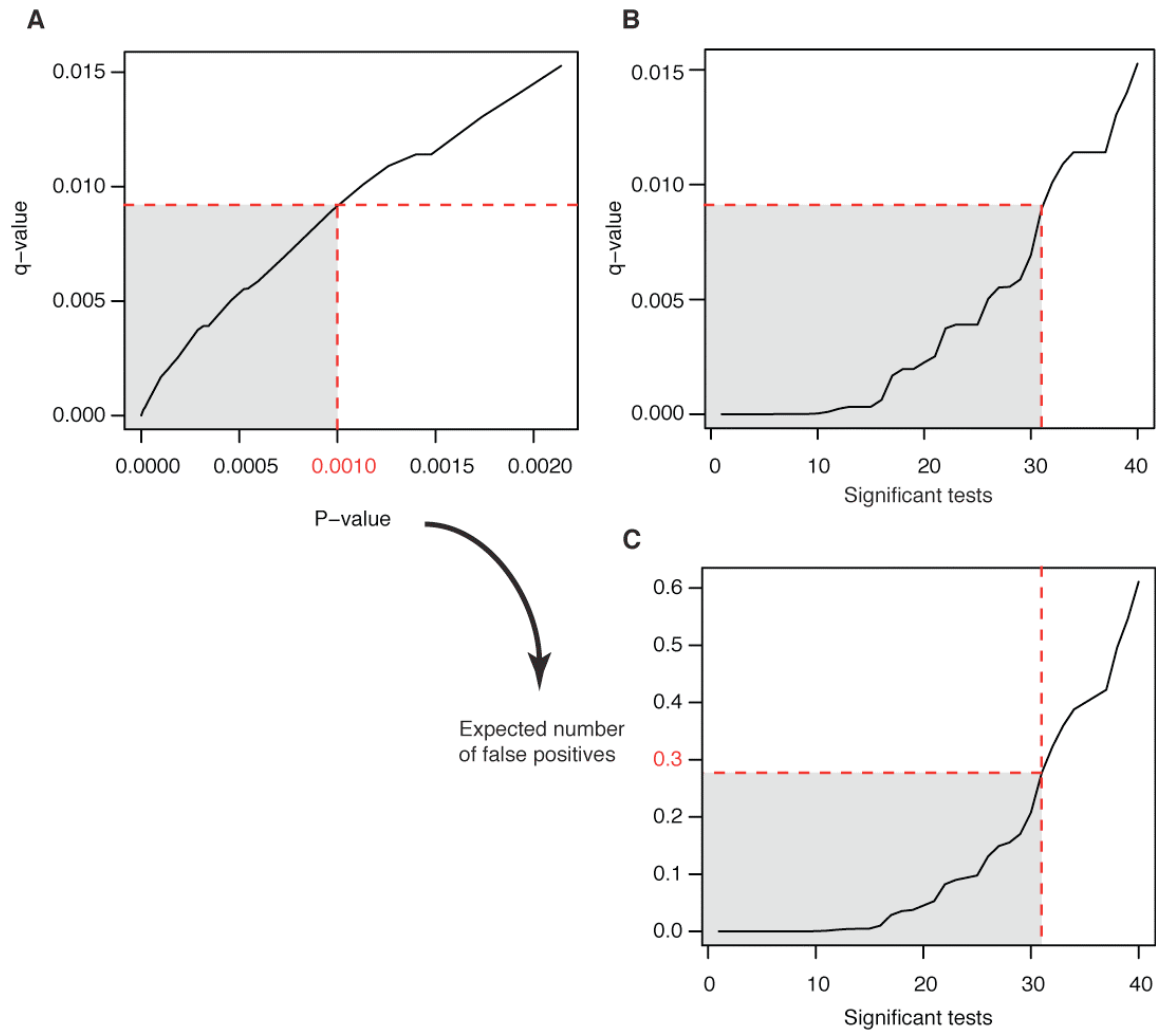 A
0.015
0.010
0.005
0.000
q−value
0.0000 0.0005 0.0010 0.0015 0.0020
P−value
B
0.015
0.010
0.005
0.000
q−value
0 10 20 30 40
Significant tests
C
0.6
0.5
0.4
0.3
0.2
0.1
0.0
Expected number
of false positives
0 10 20 30 40
Significant tests